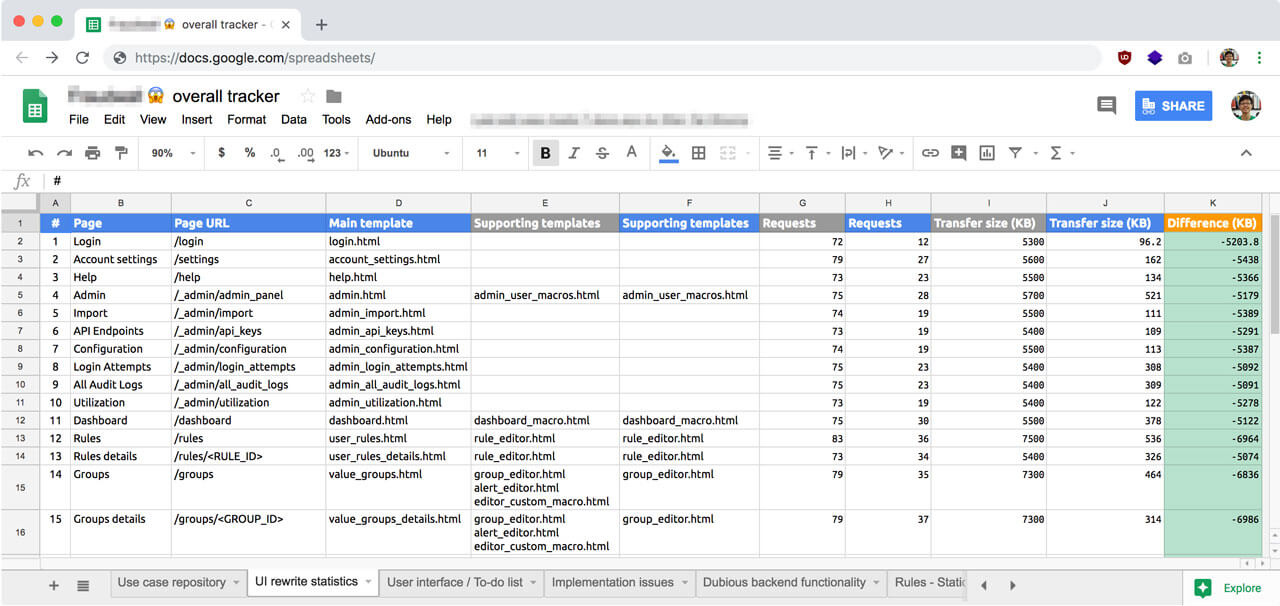 overall tracker -
https://docs.google.com/spreadsheets/
overall tracker
File Edit View Insert Format Data Tools Add-ons Help
SHARE
90% $ % .0 .00 123 Ubuntu 11 B I S A
fx #
A B C D E F G H I J K
1 # Page Page URL Main template Supporting templates Supporting templates Requests Requests Transfer size (KB) Transfer size (KB) Difference (KB)
2 1 Login /login login.html 72 12 5300 96.2 -5203.8
3 2 Account settings /settings account_settings.html 79 27 5600 162 -5438
4 3 Help /help help.html 73 23 5500 134 -5366
5 4 Admin /_admin/admin_panel admin.html admin_user_macros.html admin_user_macros.html 75 28 5700 521 -5179
6 5 Import /_admin/import admin_import.html 74 19 5500 111 -5389
7 6 API Endpoints /_admin/api_keys admin_api_keys.html 73 19 5400 109 -5291
8 7 Configuration /_admin/configuration admin_configuration.html 74 19 5500 113 -5387
9 8 Login Attempts /_admin/login_attempts admin_login_attempts.html 75 23 5400 308 -5092
10 9 All Audit Logs /_admin/all_audit_logs admin_all_audit_logs.html 75 23 5400 309 -5091
11 10 Utilization /_admin/utilization admin_utilization.html 73 19 5400 122 -5278
12 11 Dashboard /dashboard dashboard.html dashboard_macro.html dashboard_macro.html 75 30 5500 378 -5122
13 12 Rules /rules user_rules.html rule_editor.html rule_editor.html 83 36 7500 536 -6964
14 13 Rules details /rules/<RULE_ID> user_rules_details.html rule_editor.html rule_editor.html 73 34 5400 326 -5074
15 14 Groups /groups value_groups.html group_editor.html group_editor.html 79 35 7300 464 -6836
alert_editor.html
editor_custom_macro.html
16 15 Groups details /groups/<GROUP_ID> value_groups_details.html group_editor.html group_editor.html 79 37 7300 314 -6986
alert_editor.html
editor_custom_macro.html
Use case repository UI rewrite statistics User interface / To-do list Implementation issues Dubious backend functionality Rules - Static
Explore